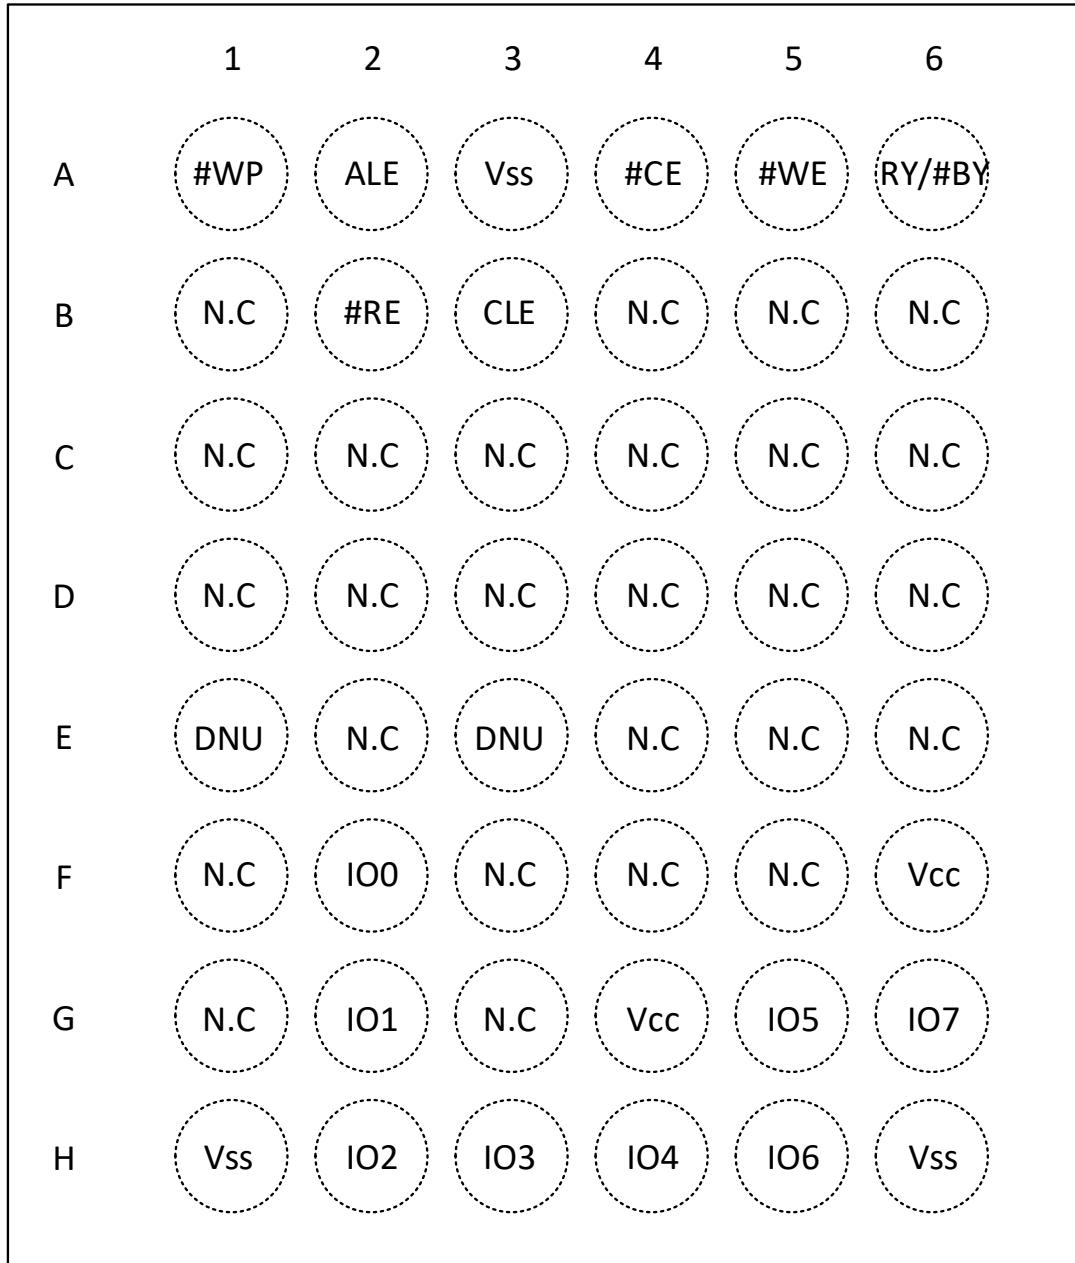 1 2 3 4 5 6
A #WP ALE Vss #CE #WE RY/#BY
B N.C #RE CLE N.C N.C N.C
C N.C N.C N.C N.C N.C N.C
D N.C N.C N.C N.C N.C N.C
E DNU N.C DNU N.C N.C N.C
F N.C IO0 N.C N.C N.C Vcc
G N.C IO1 N.C Vcc IO5 IO7
H Vss IO2 IO3 IO4 IO6 Vss